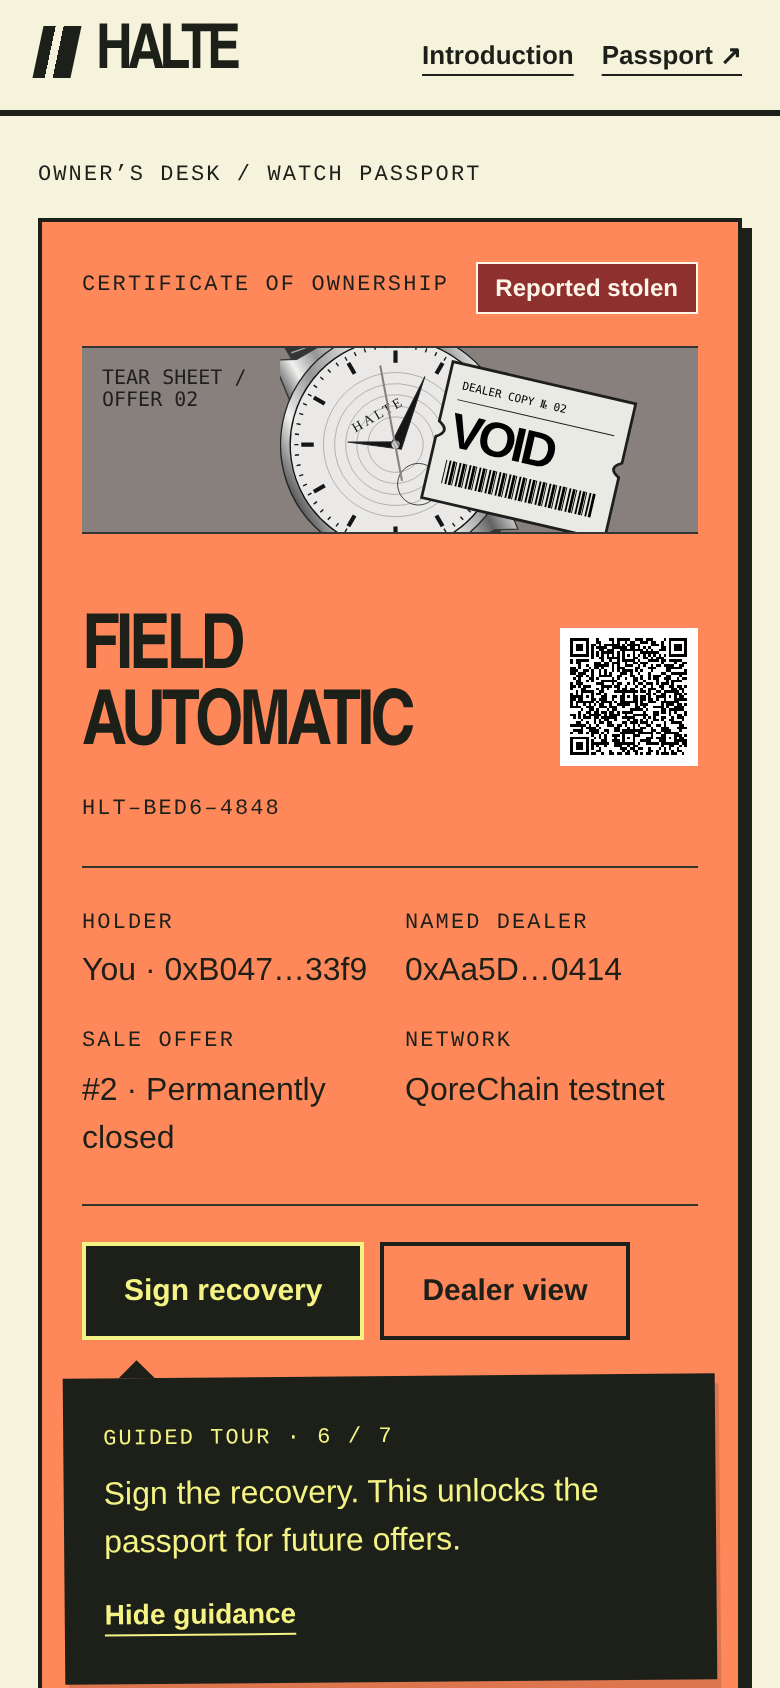 HALTE
Introduction
Passport ↗
OWNER’S DESK / WATCH PASSPORT
CERTIFICATE OF OWNERSHIP
Reported stolen
TEAR SHEET /
OFFER 02
HALTE
DEALER COPY № 02
VOID
FIELD
AUTOMATIC
HLT–BED6–4848
HOLDER
NAMED DEALER
You · 0xB047…33f9
0xAa5D…0414
SALE OFFER
NETWORK
#2 · Permanently
closed
QoreChain testnet
Sign recovery
Dealer view
GUIDED TOUR · 6 / 7
Sign the recovery. This unlocks the
passport for future offers.
Hide guidance